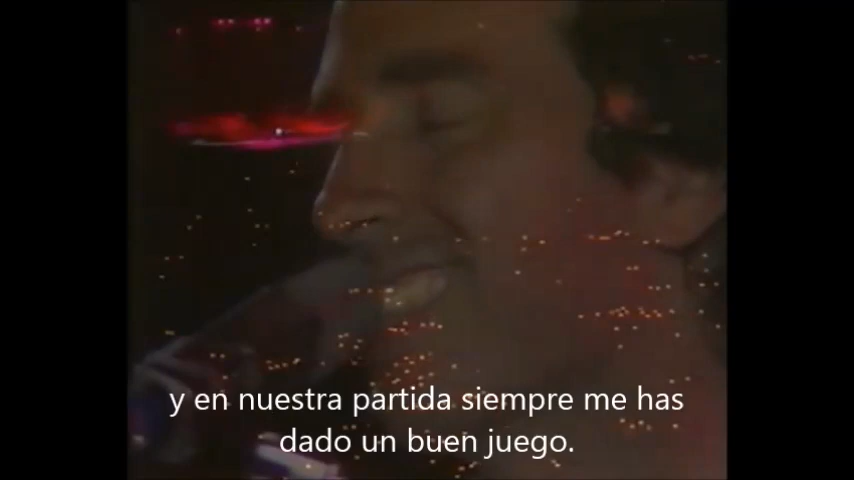 y en nuestra partida siempre me has
dado un buen juego.